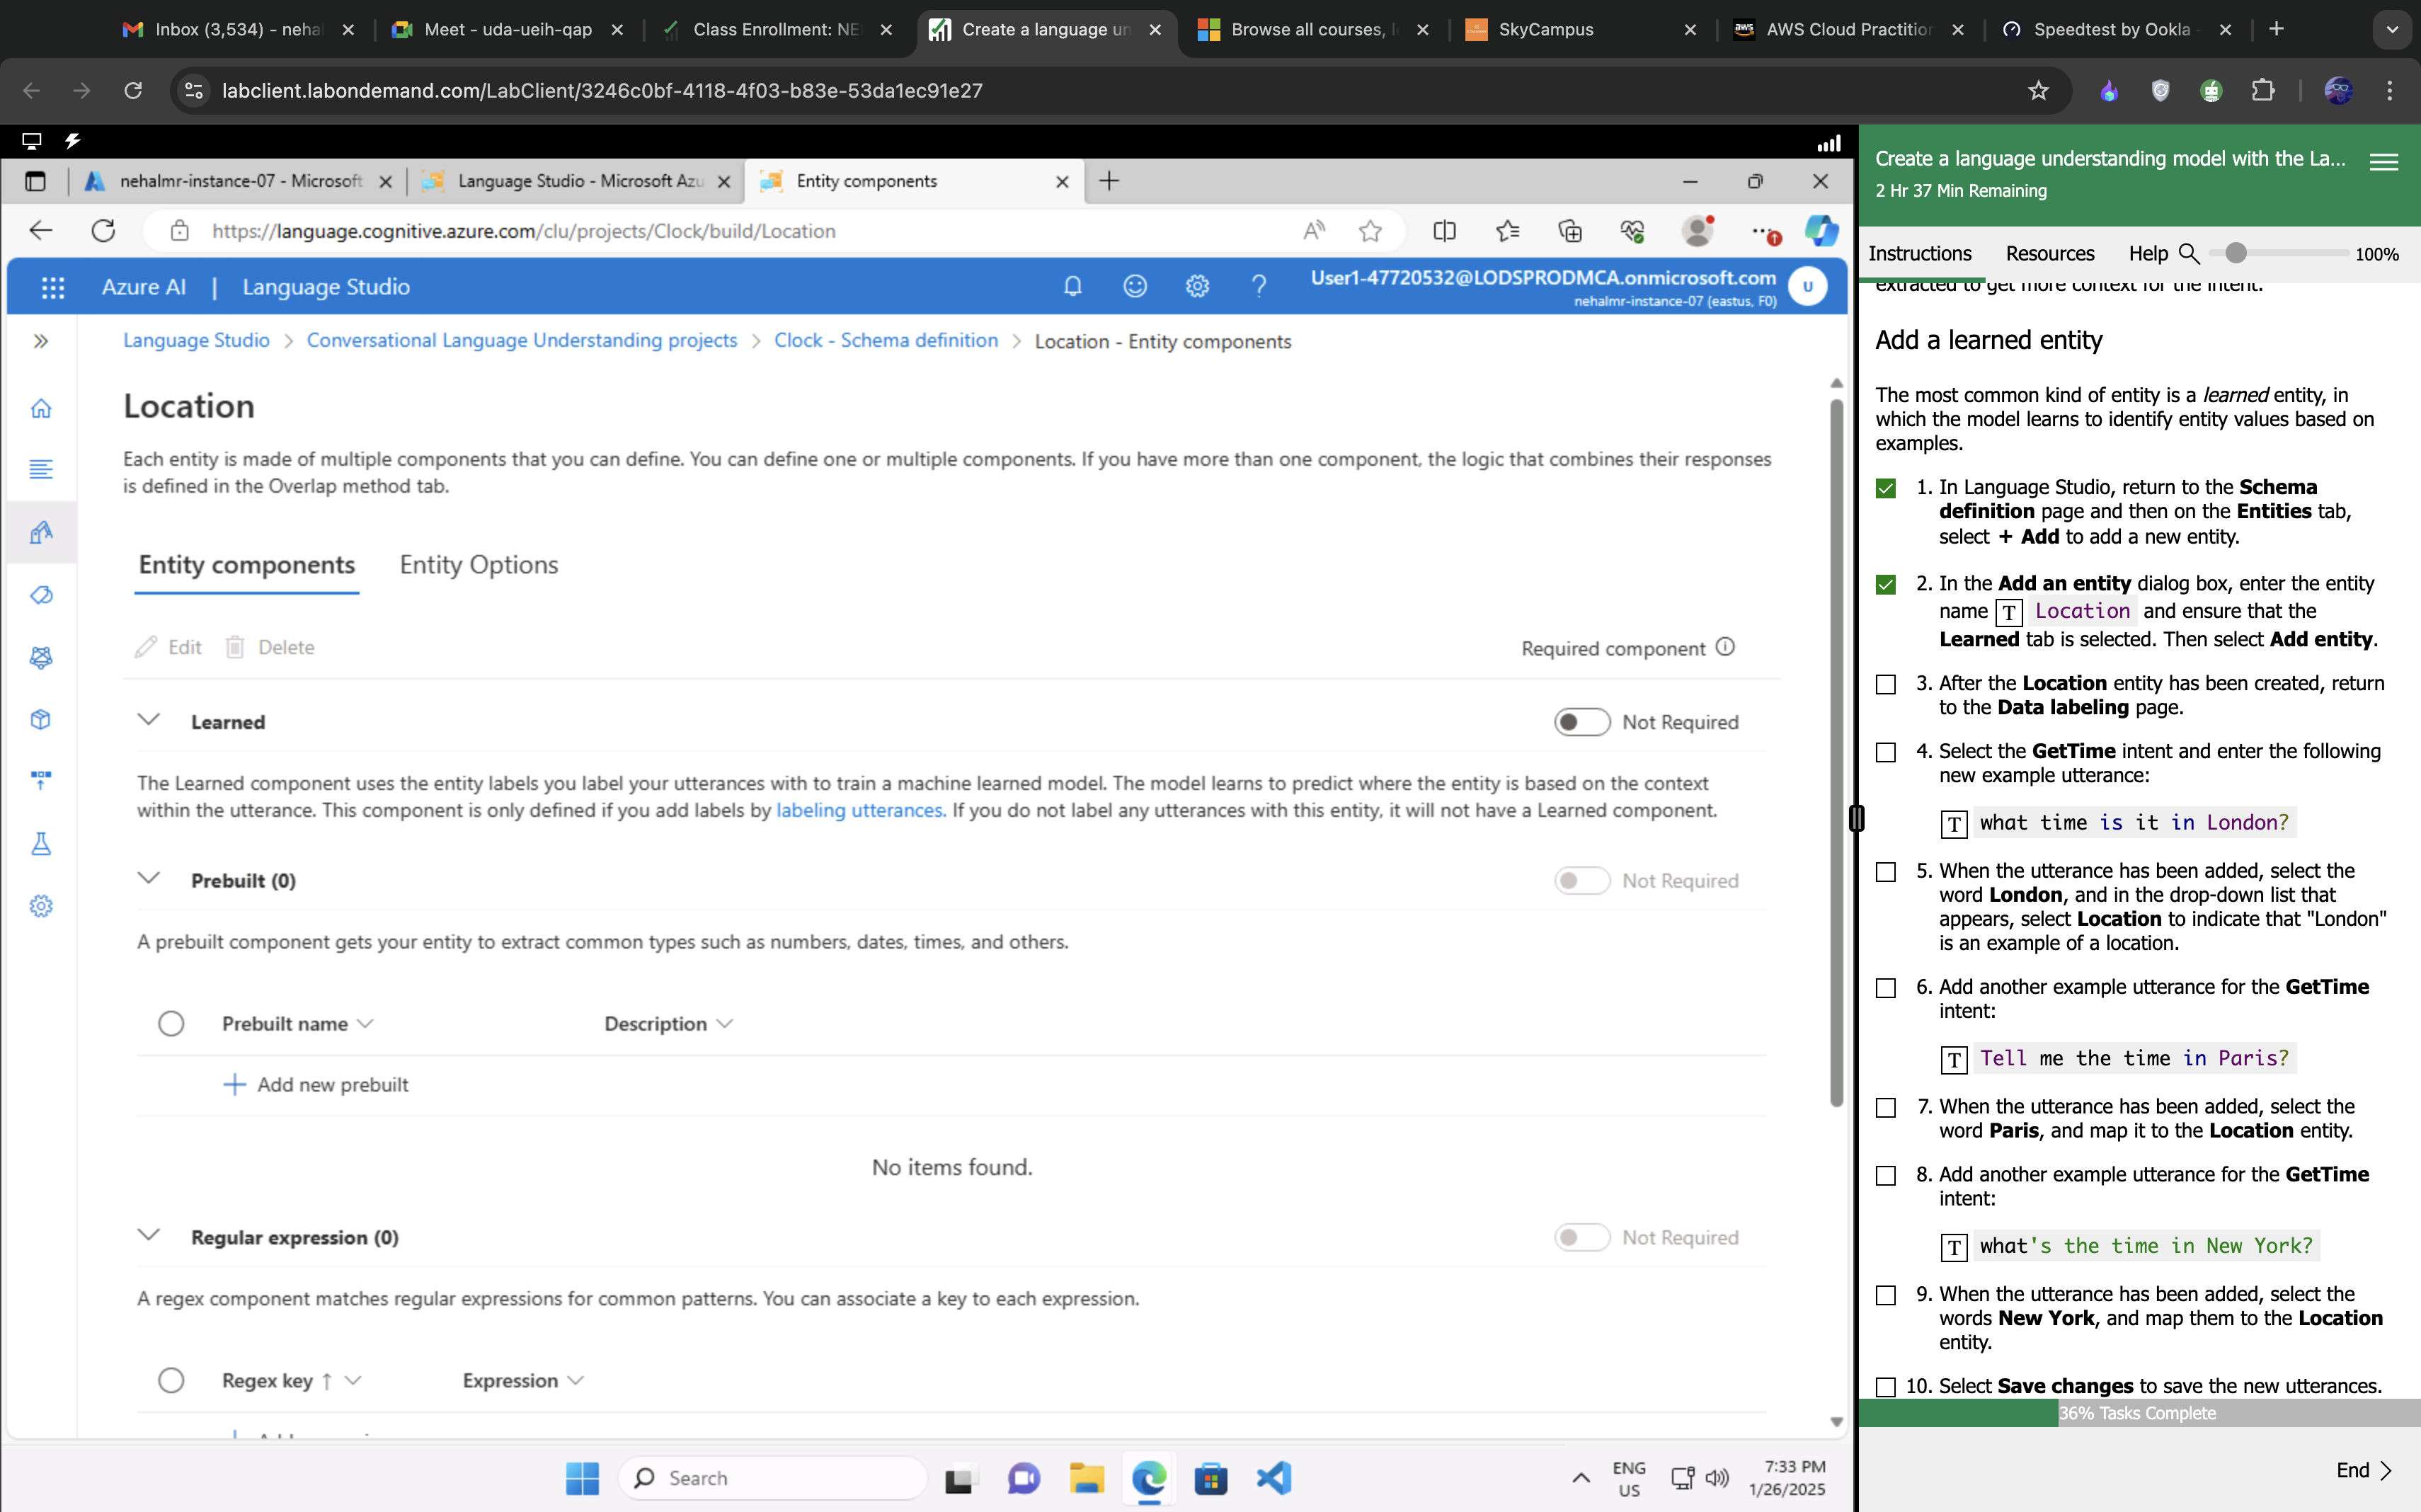 Inbox (3,534) - neha
Meet - uda-ueih-qap
Class Enrollment: NE
Create a language un
Browse all courses, l
SkyCampus
AWS Cloud Practition
Speedtest by Ookla -
labclient.labondemand.com/LabClient/3246c0bf-4118-4f03-b83e-53da1ec91e27
nehalmr-instance-07 - Microsoft
Language Studio - Microsoft Azu
Entity components
https://language.cognitive.azure.com/clu/projects/Clock/build/Location
Azure AI | Language Studio
User1-47720532@LODSPRODMCA.onmicrosoft.com
nehalmr-instance-07 (eastus, F0)
U
Language Studio > Conversational Language Understanding projects > Clock - Schema definition > Location - Entity components
Location
Each entity is made of multiple components that you can define. You can define one or multiple components. If you have more than one component, the logic that combines their responses
is defined in the Overlap method tab.
Entity components
Entity Options
Edit
Delete
Required component
Learned
Not Required
The Learned component uses the entity labels you label your utterances with to train a machine learned model. The model learns to predict where the entity is based on the context
within the utterance. This component is only defined if you add labels by labeling utterances. If you do not label any utterances with this entity, it will not have a Learned component.
Prebuilt (0)
Not Required
A prebuilt component gets your entity to extract common types such as numbers, dates, times, and others.
Prebuilt name
Description
Add new prebuilt
No items found.
Regular expression (0)
Not Required
A regex component matches regular expressions for common patterns. You can associate a key to each expression.
Regex key ↑
Expression
Search
ENG
US
7:33 PM
1/26/2025
Create a language understanding model with the La...
2 Hr 37 Min Remaining
Instructions
Resources
Help
100%
extracted to get more context for the intent.
Add a learned entity
The most common kind of entity is a learned entity, in
which the model learns to identify entity values based on
examples.
1. In Language Studio, return to the Schema
definition page and then on the Entities tab,
select + Add to add a new entity.
2. In the Add an entity dialog box, enter the entity
name T Location and ensure that the
Learned tab is selected. Then select Add entity.
3. After the Location entity has been created, return
to the Data labeling page.
4. Select the GetTime intent and enter the following
new example utterance:
T what time is it in London?
5. When the utterance has been added, select the
word London, and in the drop-down list that
appears, select Location to indicate that "London"
is an example of a location.
6. Add another example utterance for the GetTime
intent:
T Tell me the time in Paris?
7. When the utterance has been added, select the
word Paris, and map it to the Location entity.
8. Add another example utterance for the GetTime
intent:
T what's the time in New York?
9. When the utterance has been added, select the
words New York, and map them to the Location
entity.
10. Select Save changes to save the new utterances.
36% Tasks Complete
End >